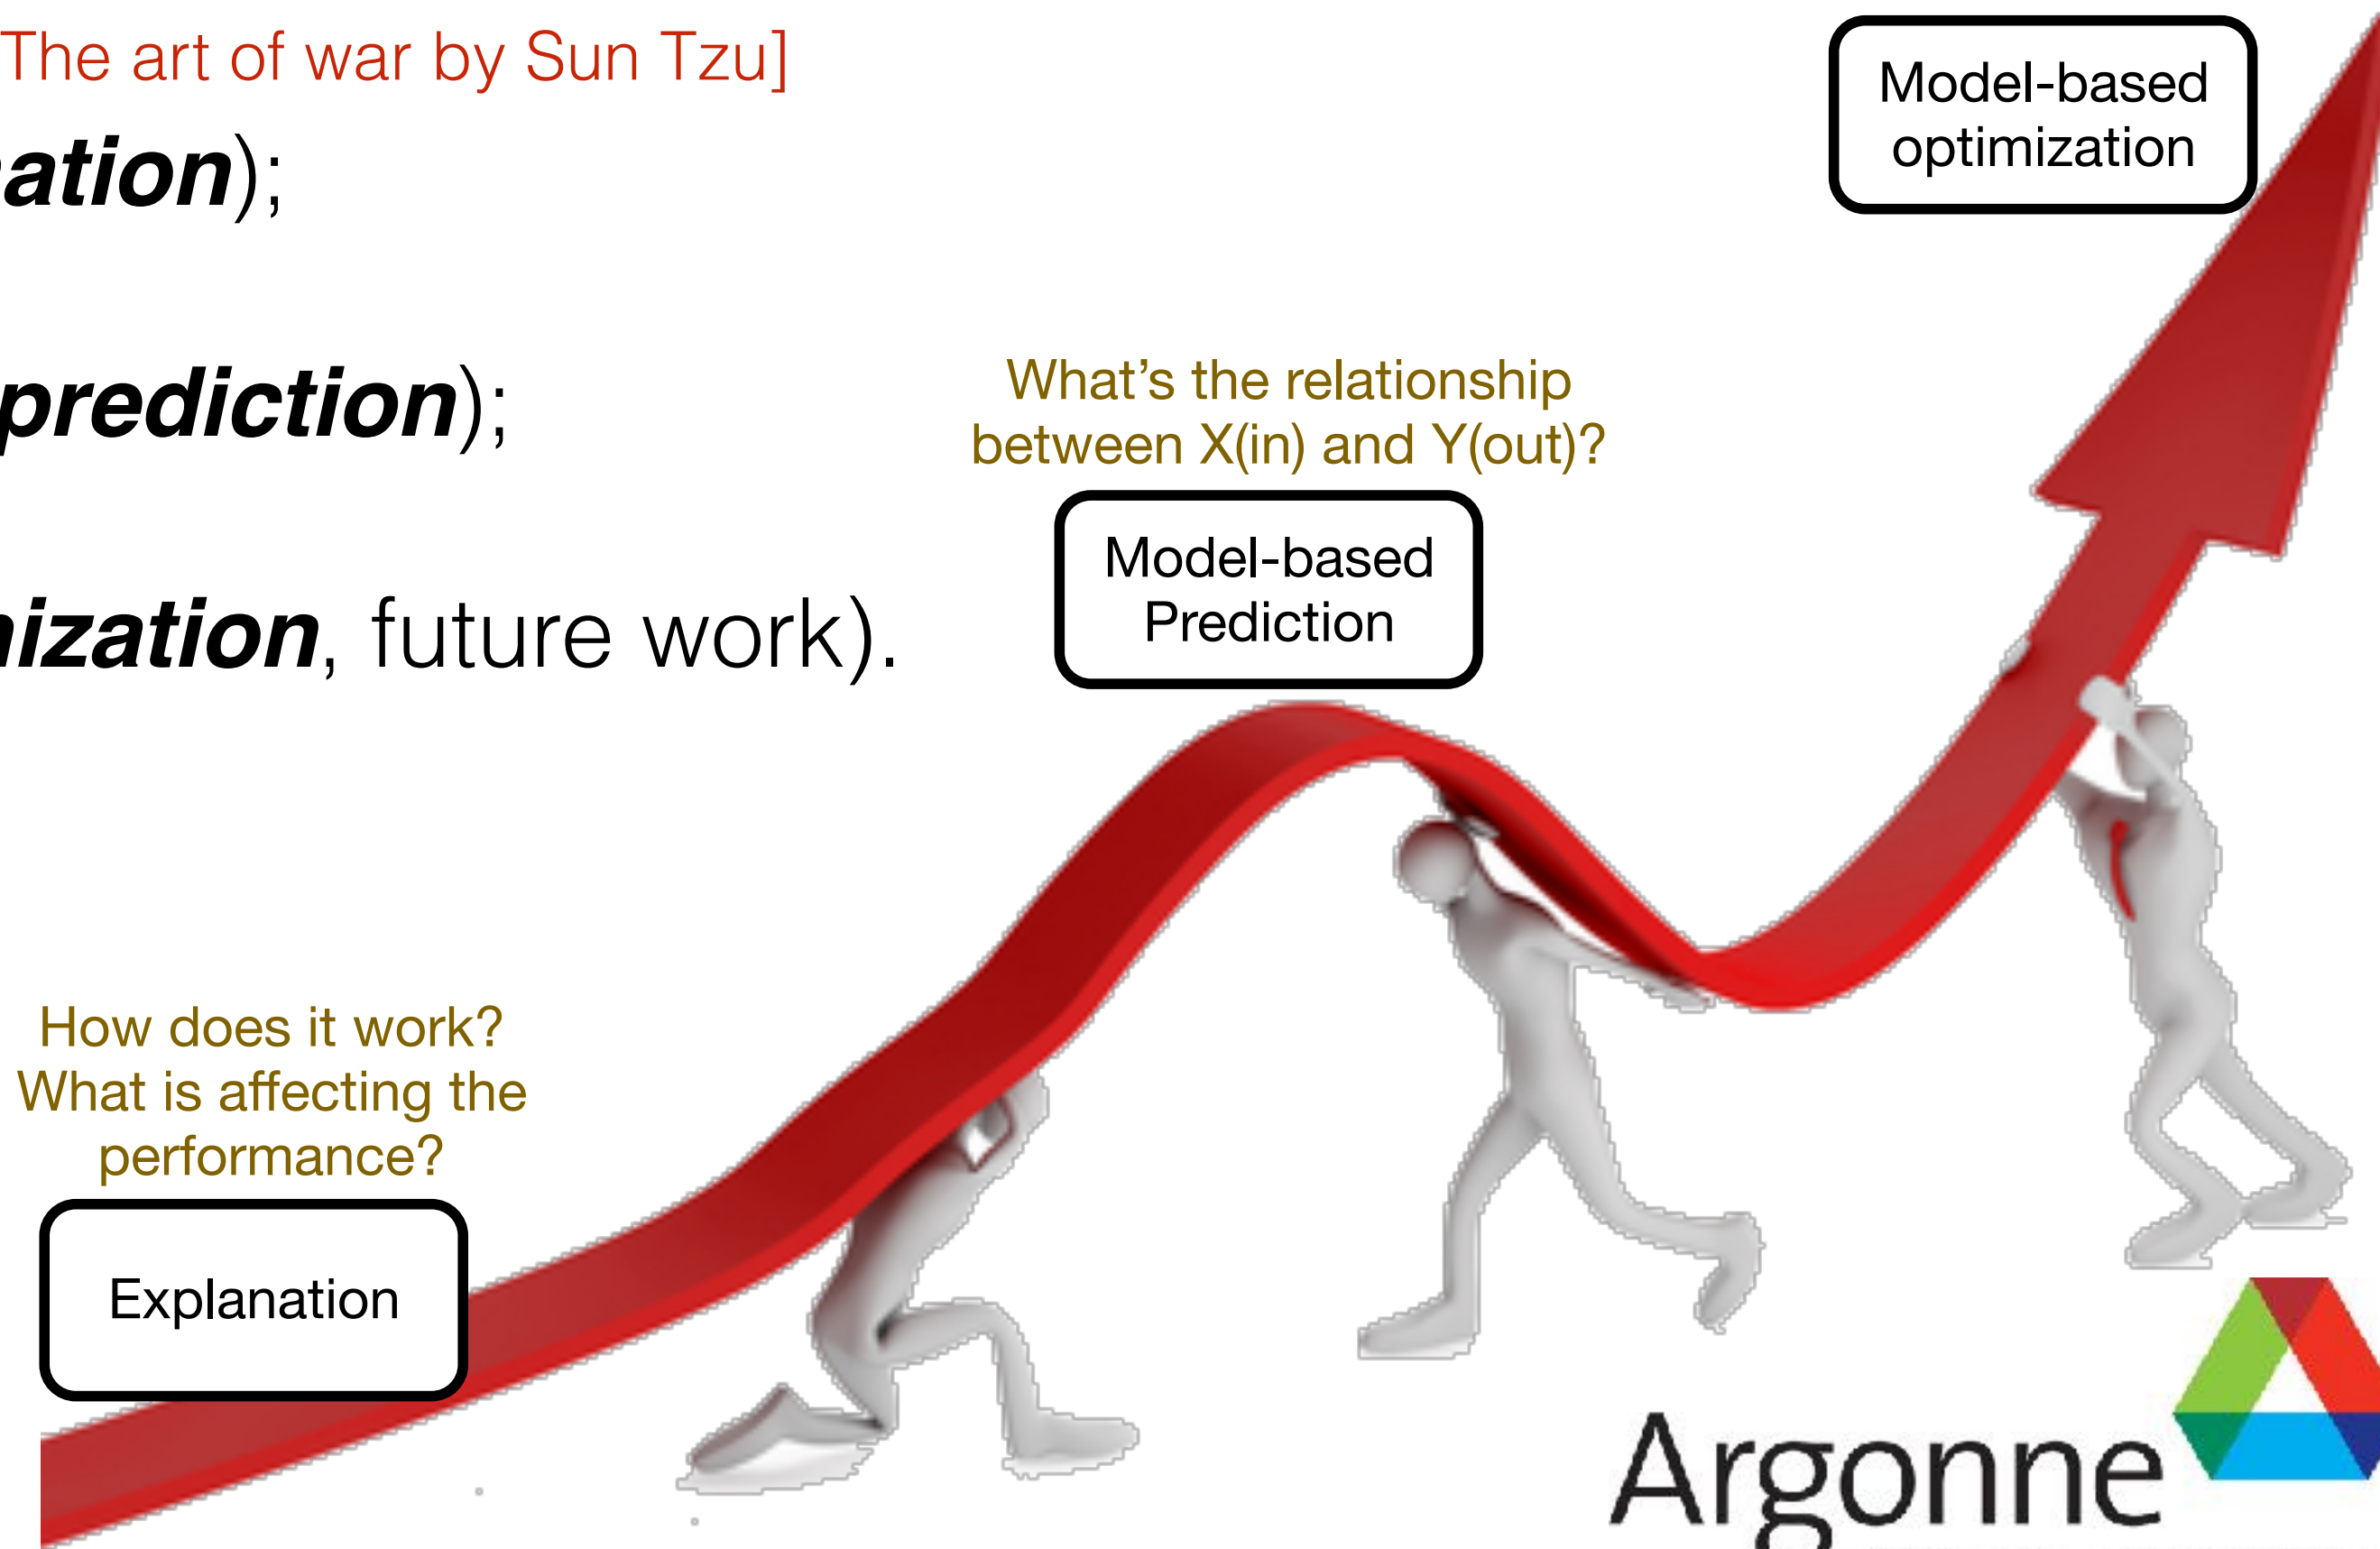 The art of war by Sun Tzu]
ation);
prediction);
nization, future work).
Model-based
optimization
What’s the relationship
between X(in) and Y(out)?
Model-based
Prediction
How does it work?
What is affecting the
performance?
Explanation
Argonne